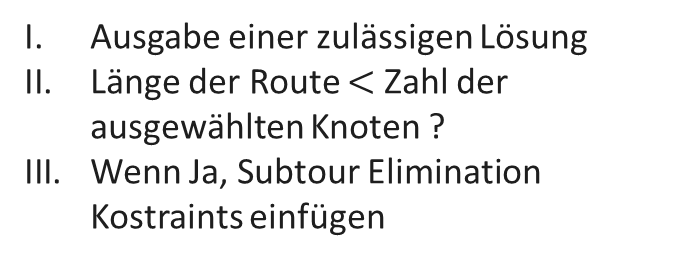 I. Ausgabe einer zulässigen Lösung
II. Länge der Route < Zahl der
ausgewählten Knoten ?
III. Wenn Ja, Subtour Elimination
Kostraints einfügen